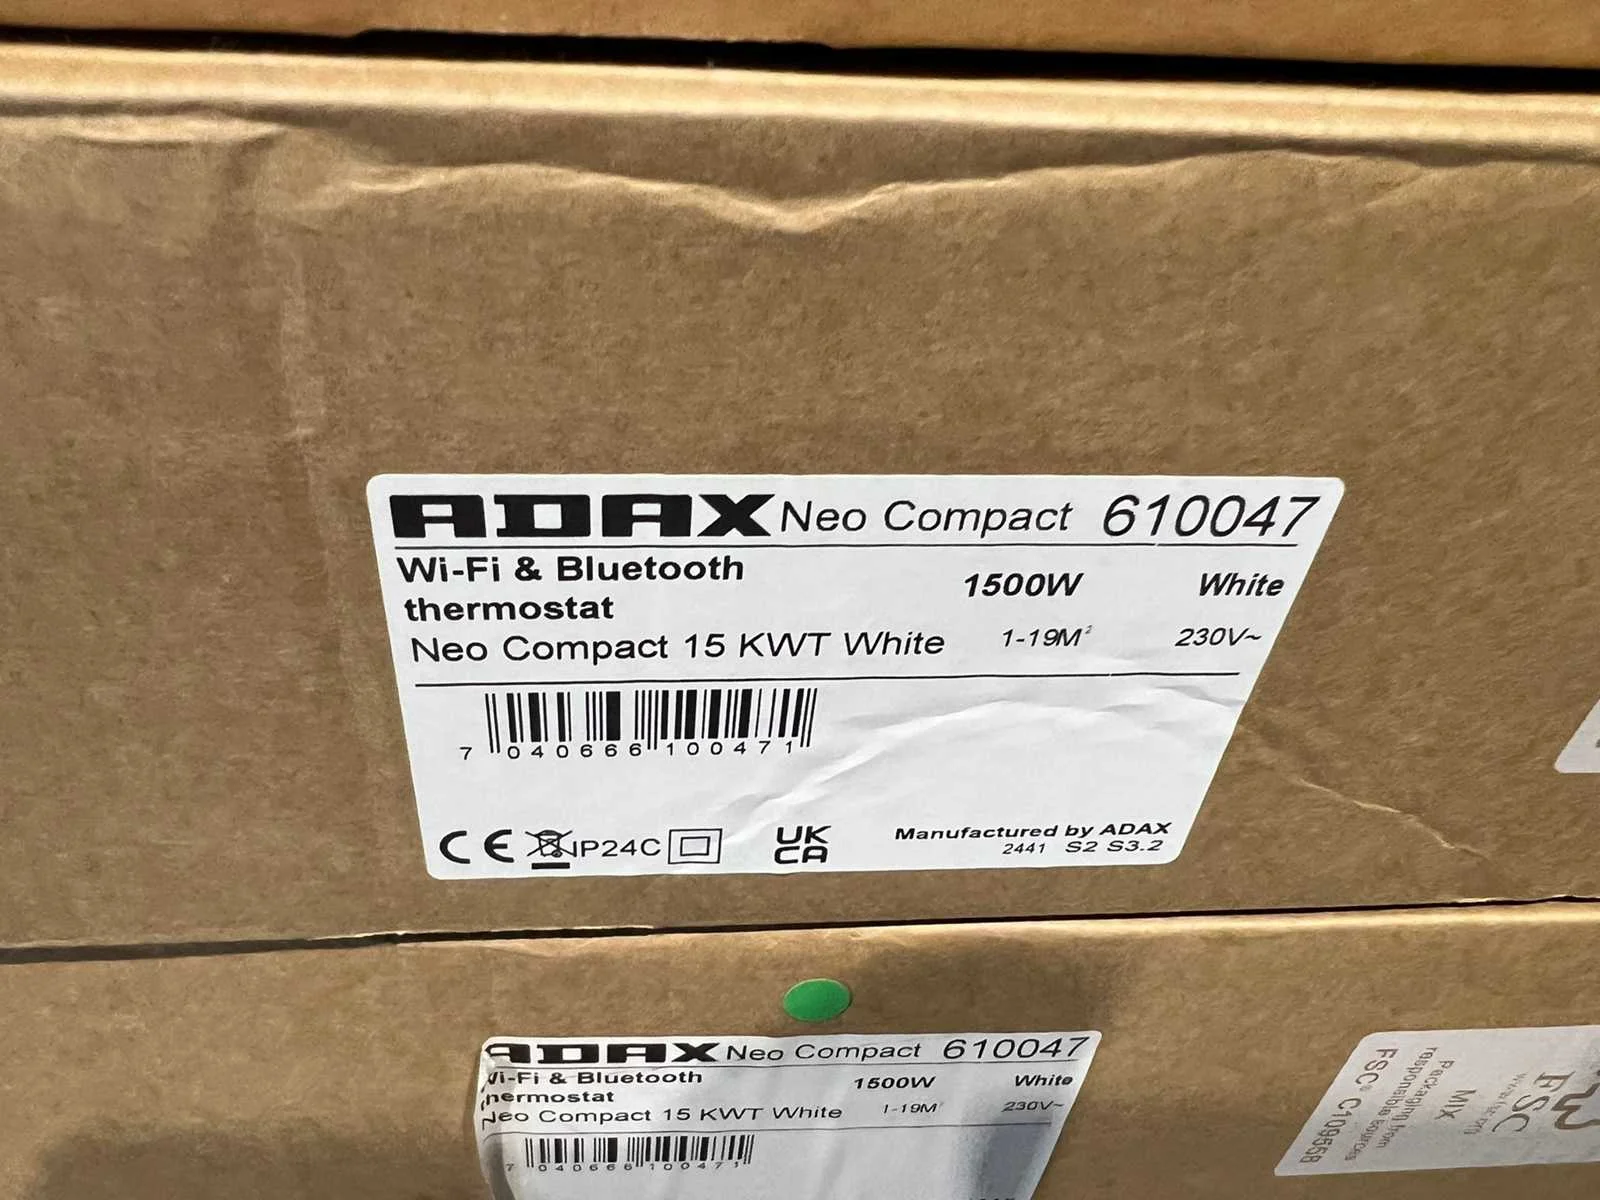 ADAX Neo Compact 610047
Wi-Fi & Bluetooth
thermostat
1500W White
Neo Compact 15 KWT White 1-19M² 230V~
7 040666 100471
CE IP24C UK
CA
Manufactured by ADAX
2441 S2 S3.2
ADAX Neo Compact 610047
Wi-Fi & Bluetooth
hermostat
1500W White
Neo Compact 15 KWT White 1-19M² 230V~
7 040666 100471
FSC
MIX
Packaging from
responsible sources
FSC® C109558